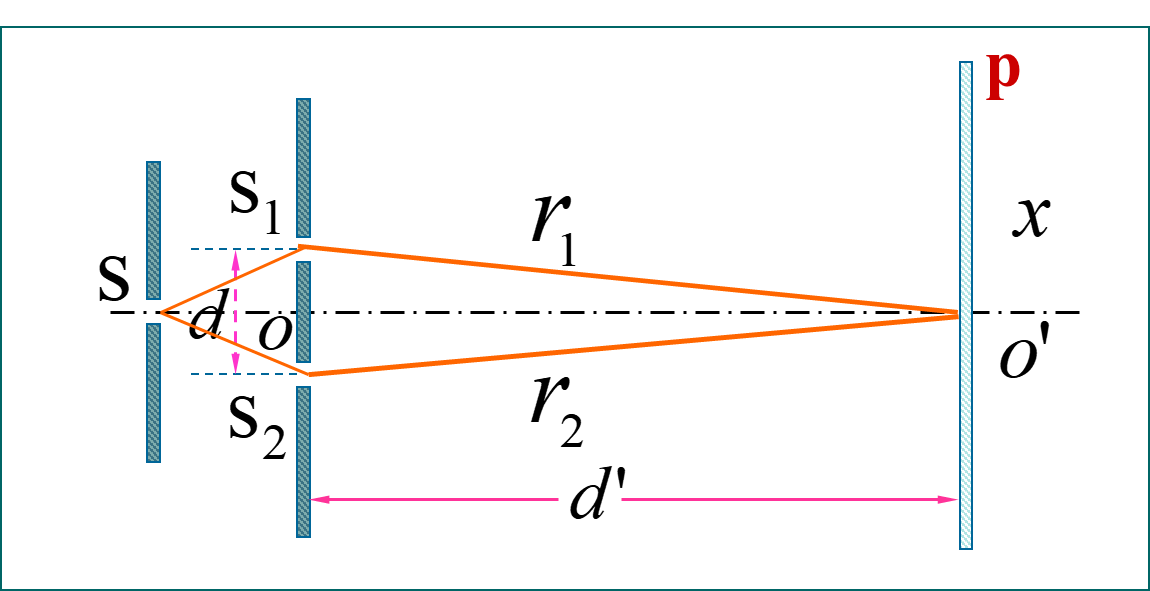 p
s₁
r₁
x
S
d
o
o'
s₂
r₂
d'